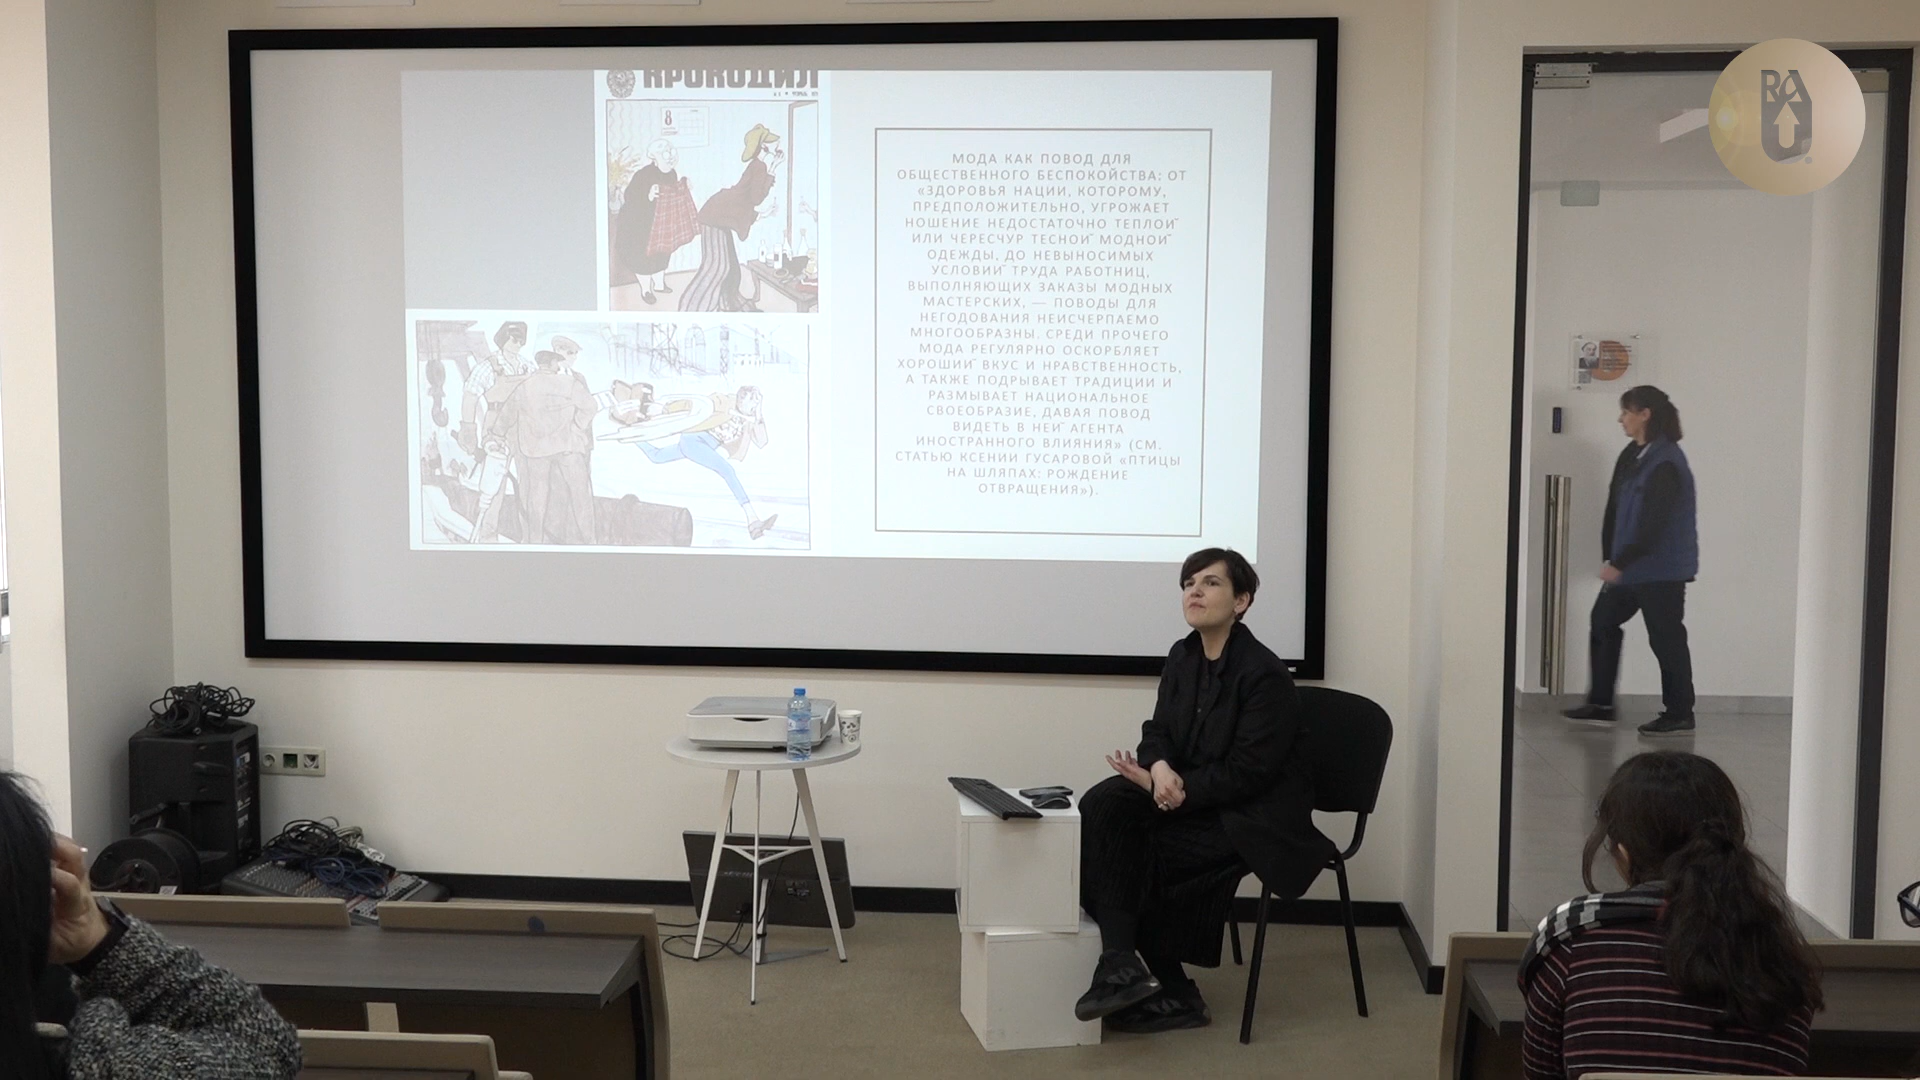 КРОКОДИЛ
8
МОДА КАК ПОВОД ДЛЯ
ОБЩЕСТВЕННОГО БЕСПОКОЙСТВА: ОТ
«ЗДОРОВЬЯ НАЦИИ, КОТОРОМУ,
ПРЕДПОЛОЖИТЕЛЬНО, УГРОЖАЕТ
НОШЕНИЕ НЕДОСТАТОЧНО ТЕПЛОЙ
ИЛИ ЧЕРЕСЧУР ТЕСНОЙ МОДНОЙ
ОДЕЖДЫ, ДО НЕВЫНОСИМЫХ
УСЛОВИЙ ТРУДА РАБОТНИЦ,
ВЫПОЛНЯЮЩИХ ЗАКАЗЫ МОДНЫХ
МАСТЕРСКИХ, — ПОВОДЫ ДЛЯ
НЕГОДОВАНИЯ НЕИСЧЕРПАЕМО
МНОГООБРАЗНЫ. СРЕДИ ПРОЧЕГО
МОДА РЕГУЛЯРНО ОСКОРБЛЯЕТ
ХОРОШИЙ ВКУС И НРАВСТВЕННОСТЬ,
А ТАКЖЕ ПОДРЫВАЕТ ТРАДИЦИИ И
РАЗМЫВАЕТ НАЦИОНАЛЬНОЕ
СВОЕОБРАЗИЕ, ДАВАЯ ПОВОД
ВИДЕТЬ В НЕЙ АГЕНТА
ИНОСТРАННОГО ВЛИЯНИЯ» (СМ.
СТАТЬЮ КСЕНИИ ГУСАРОВОЙ «ПТИЦЫ
НА ШЛЯПАХ: РОЖДЕНИЕ
ОТВРАЩЕНИЯ»).
RAU